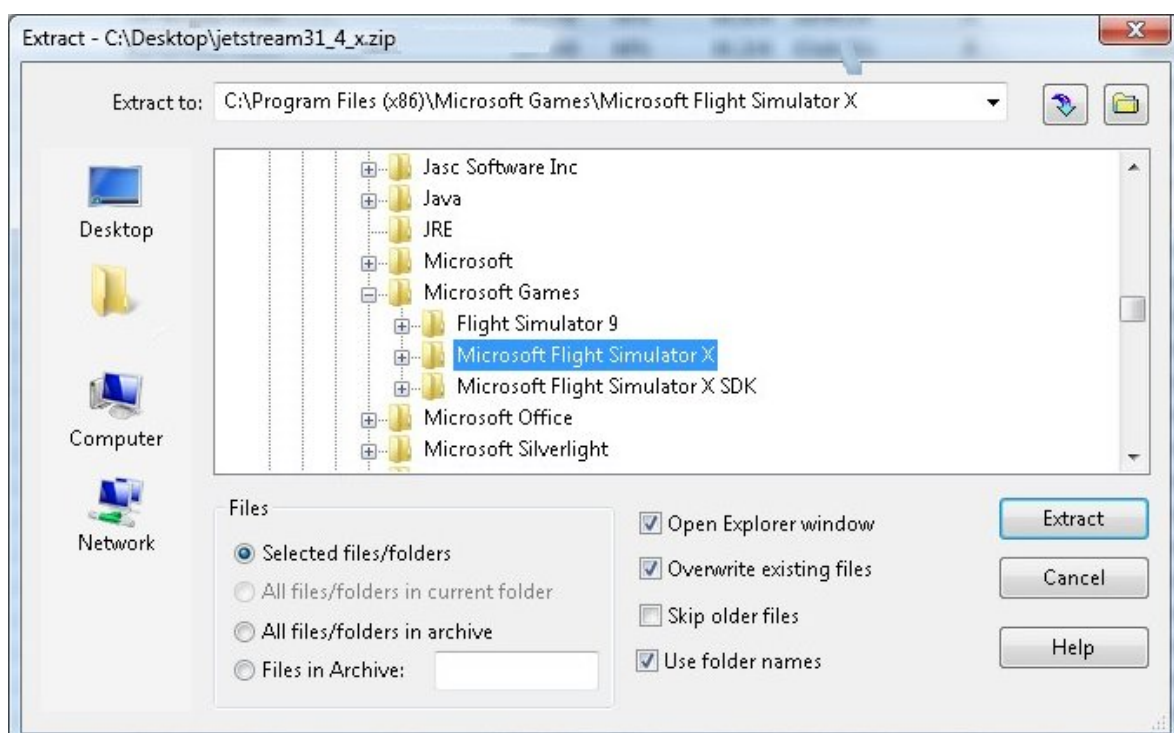 Extract - C:\Desktop\jetstream31_4_x.zip
Extract to:
C:\Program Files (x86)\Microsoft Games\Microsoft Flight Simulator X
Desktop
Computer
Network
Jasc Software Inc
Java
JRE
Microsoft
Microsoft Games
Flight Simulator 9
Microsoft Flight Simulator X
Microsoft Flight Simulator X SDK
Microsoft Office
Microsoft Silverlight
Files
Selected files/folders
All files/folders in current folder
All files/folders in archive
Files in Archive:
Open Explorer window
Overwrite existing files
Skip older files
Use folder names
Extract
Cancel
Help